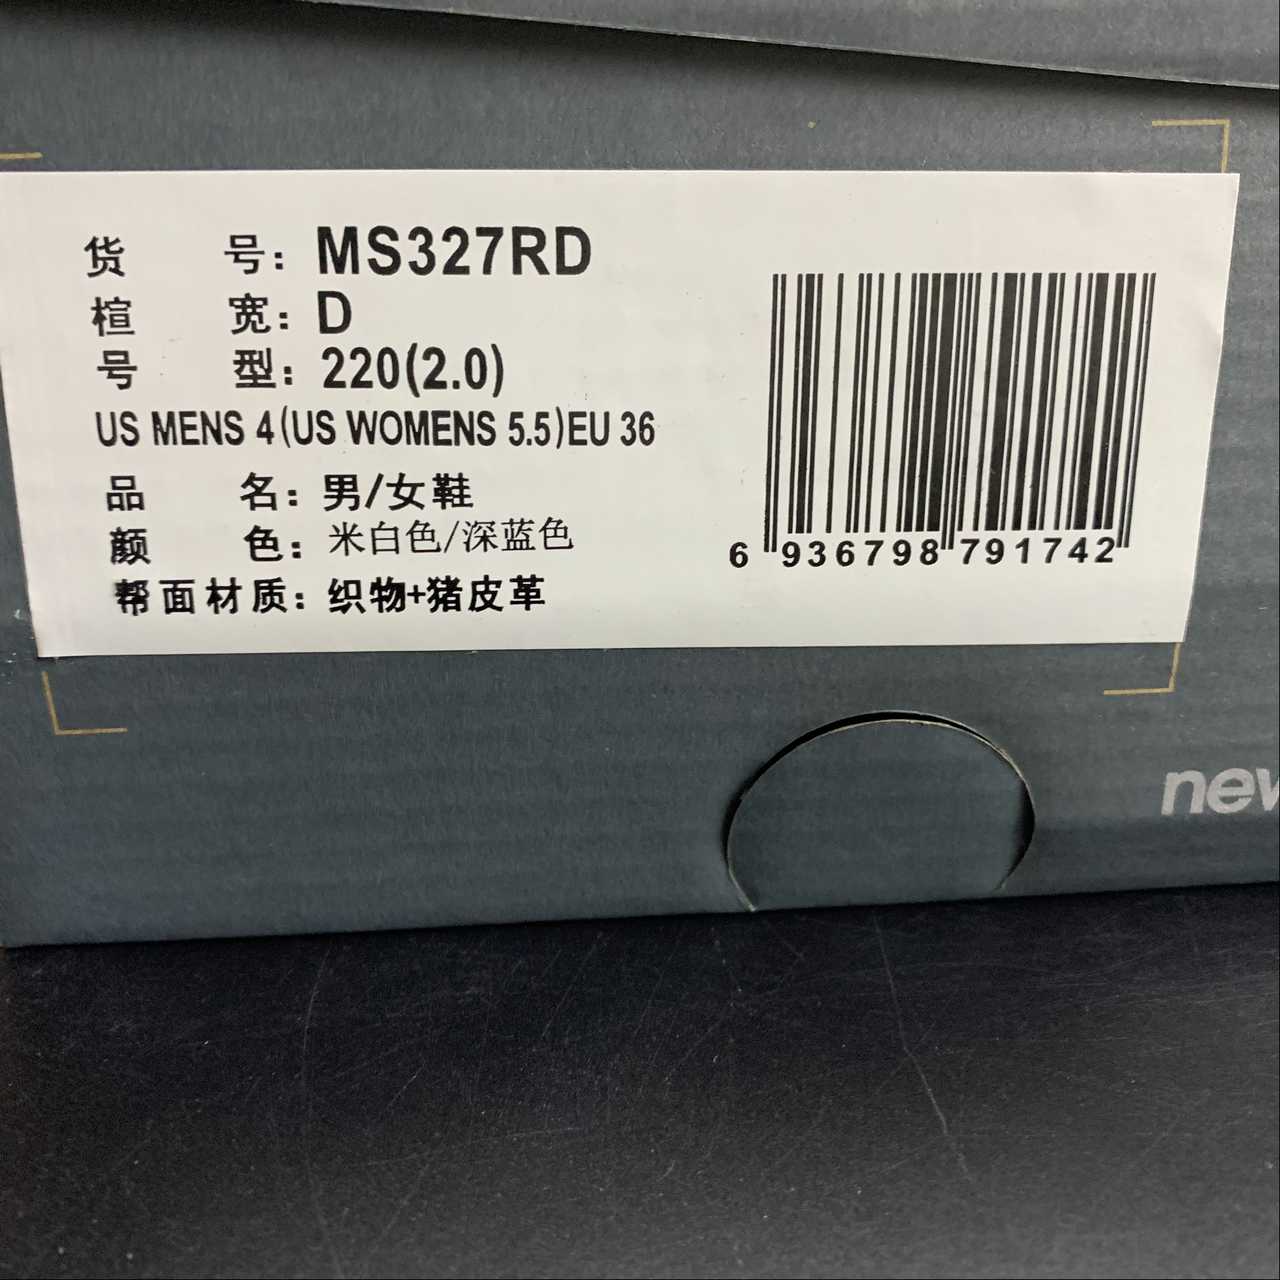 货 号: MS327RD
楦 宽: D
号 型: 220(2.0)
US MENS 4(US WOMENS 5.5)EU 36
品 名: 男/女鞋
颜 色: 米白色/深蓝色
帮面材质: 织物+猪皮革
6 936798 791742
new